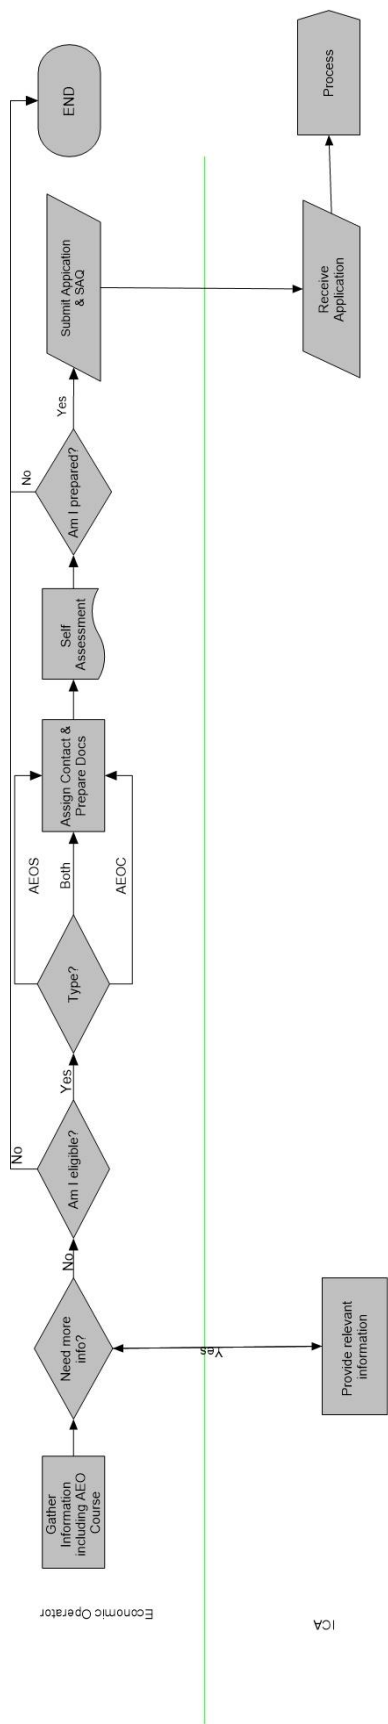 Economic Operator
Gather
Information
including AEO
Course
Need more
info?
No
Yes
Am I eligible?
No
Yes
Type?
AEOS
Both
AEOC
Assign Contact &
Prepare Docs
Self
Assessment
Am I prepared?
No
Yes
Submit Appication
& SAQ
END
ICA
Provide relevant
information
Receive
Application
Process